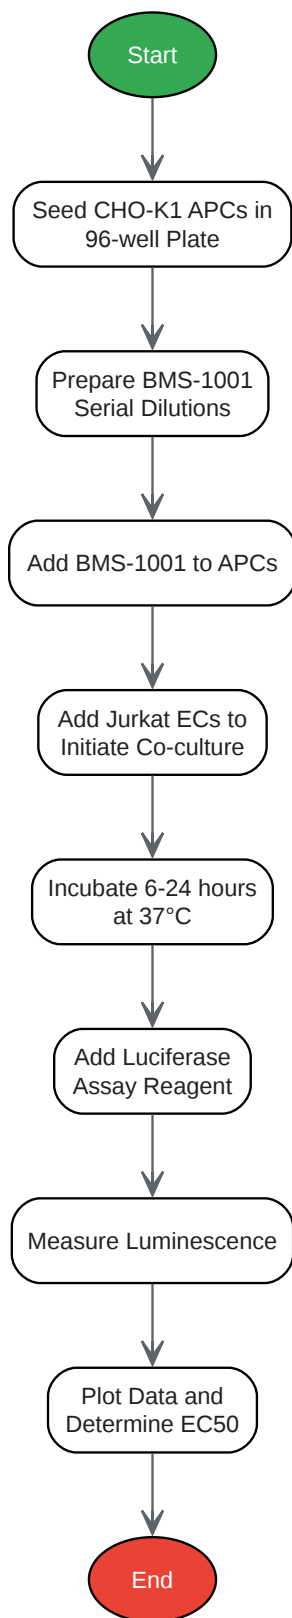 Start
Seed CHO-K1 APCs in
96-well Plate
Prepare BMS-1001
Serial Dilutions
Add BMS-1001 to APCs
Add Jurkat ECs to
Initiate Co-culture
Incubate 6-24 hours
at 37°C
Add Luciferase
Assay Reagent
Measure Luminescence
Plot Data and
Determine EC50
End